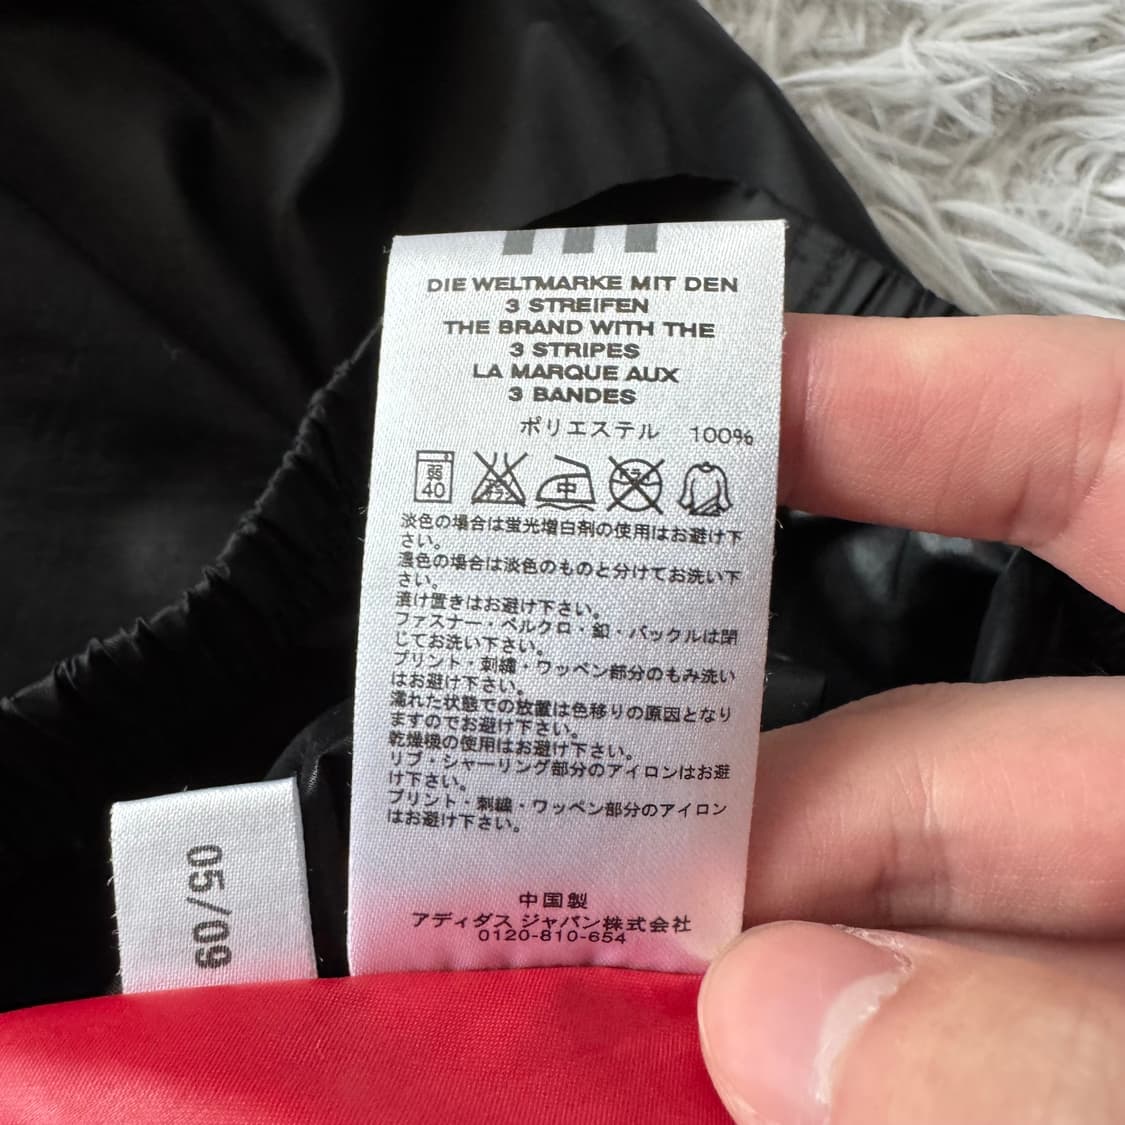 DIE WELTMARKE MIT DEN
3 STREIFEN
THE BRAND WITH THE
3 STRIPES
LA MARQUE AUX
3 BANDES
ポリエステル 100%
弱
40
中
淡色の場合は蛍光増白剤の使用はお避け下
さい。
濃色の場合は淡色のものと分けてお洗い下
さい。
漬け置きはお避け下さい。
ファスナー・ベルクロ・釦・バックルは閉
じてお洗い下さい。
プリント・刺繍・ワッペン部分のもみ洗い
はお避け下さい。
濡れた状態での放置は色移りの原因となり
ますのでお避け下さい。
乾燥機の使用はお避け下さい。
リブ・シャーリング部分のアイロンはお避
け下さい。
プリント・刺繍・ワッペン部分のアイロン
はお避け下さい。
中国製
アディダス ジャパン株式会社
0120-810-654
05/09